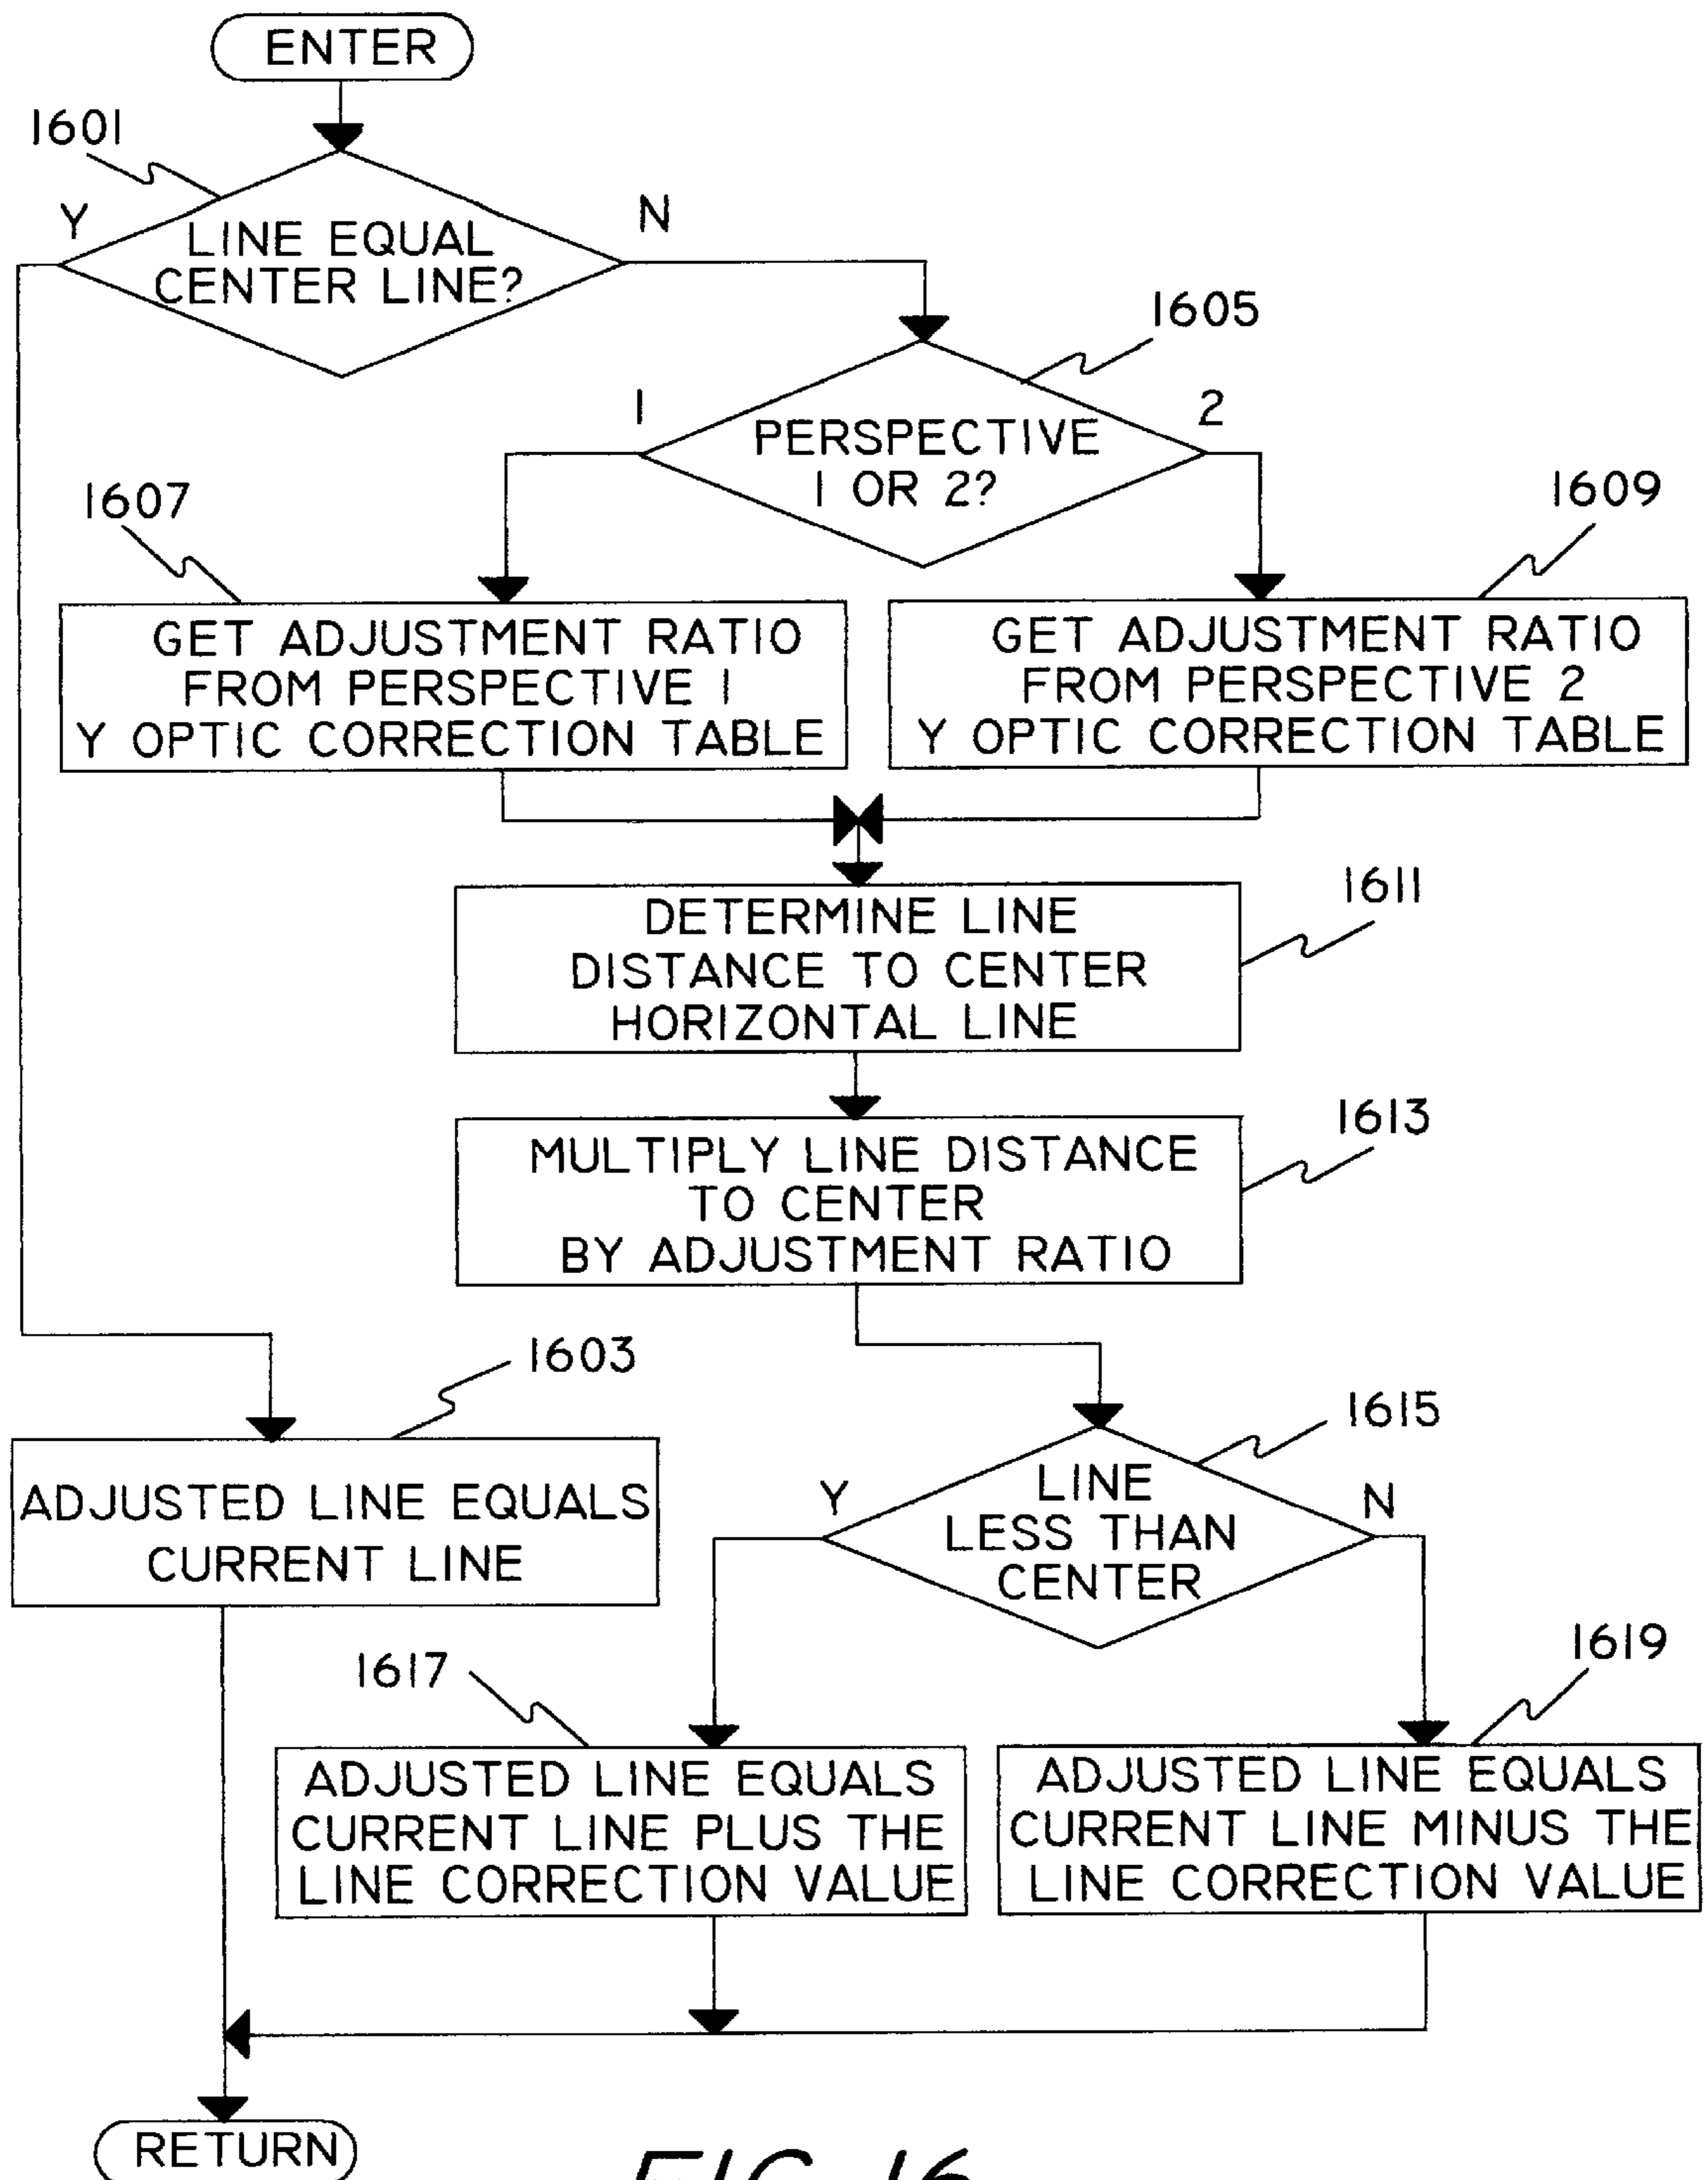 ENTER
1601
Y
N
LINE EQUAL
CENTER LINE?
1605
1
2
PERSPECTIVE
1 OR 2?
1607
1609
GET ADJUSTMENT RATIO
FROM PERSPECTIVE 1
Y OPTIC CORRECTION TABLE
GET ADJUSTMENT RATIO
FROM PERSPECTIVE 2
Y OPTIC CORRECTION TABLE
1611
DETERMINE LINE
DISTANCE TO CENTER
HORIZONTAL LINE
1613
MULTIPLY LINE DISTANCE
TO CENTER
BY ADJUSTMENT RATIO
1603
ADJUSTED LINE EQUALS
CURRENT LINE
1615
Y
N
LINE
LESS THAN
CENTER
1617
1619
ADJUSTED LINE EQUALS
CURRENT LINE PLUS THE
LINE CORRECTION VALUE
ADJUSTED LINE EQUALS
CURRENT LINE MINUS THE
LINE CORRECTION VALUE
RETURN
FIG. 16